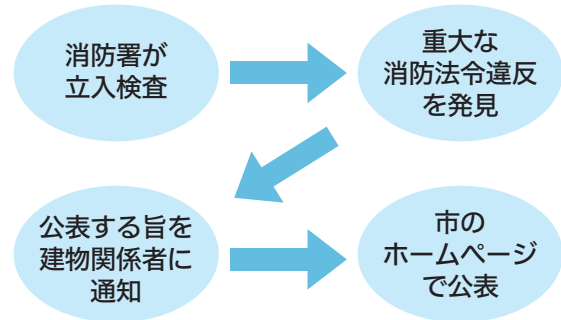 消防署が
立入検査
重大な
消防法令違反
を発見
公表する旨を
建物関係者に
通知
市の
ホームページ
で公表